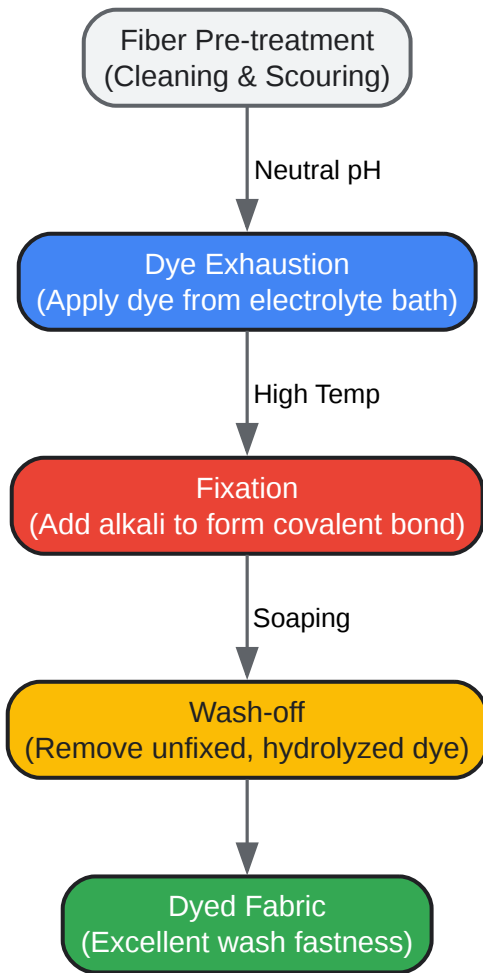 Fiber Pre-treatment
(Cleaning & Scouring)
Neutral pH
Dye Exhaustion
(Apply dye from electrolyte bath)
High Temp
Fixation
(Add alkali to form covalent bond)
Soaping
Wash-off
(Remove unfixed, hydrolyzed dye)
Dyed Fabric
(Excellent wash fastness)